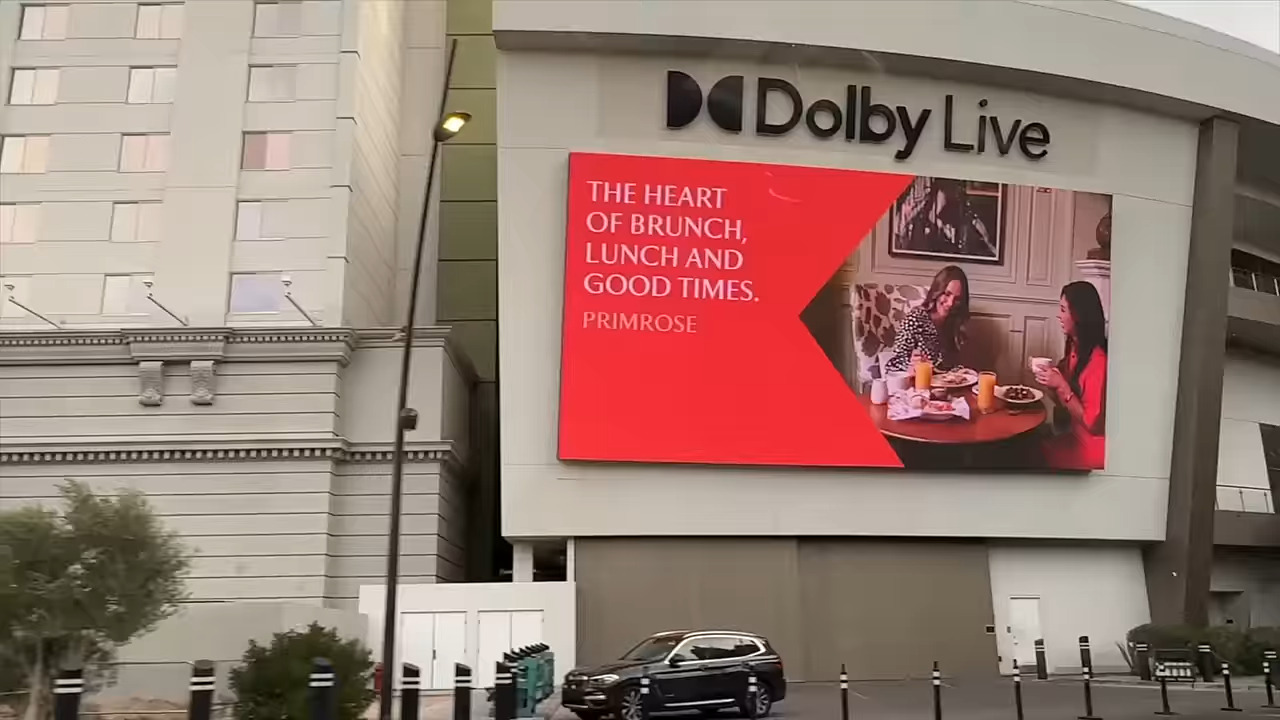 Dolby Live
THE HEART
OF BRUNCH,
LUNCH AND
GOOD TIMES.
PRIMROSE